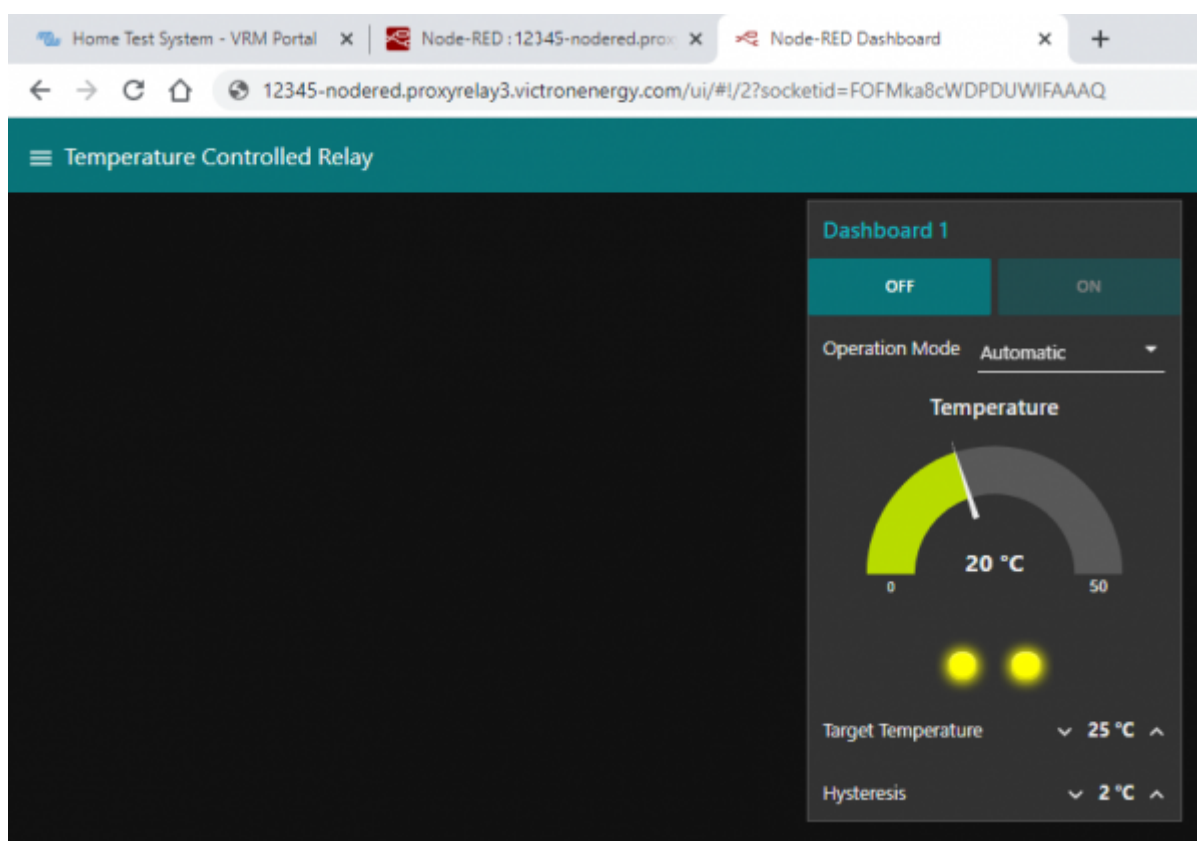 Home Test System - VRM Portal
Node-RED : 12345-nodered.prox
Node-RED Dashboard
12345-nodered.proxyrelay3.victronenergy.com/ui/#!/2?socketid=FOFMka8cWDPDUWIFAAAQ
Temperature Controlled Relay
Dashboard 1
OFF ON
Operation Mode Automatic
Temperature
20 °C
0 50
Target Temperature 25 °C
Hysteresis 2 °C